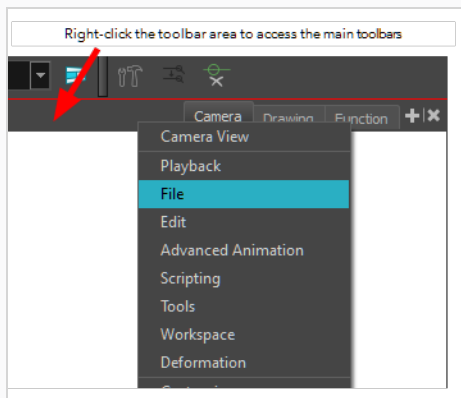 Right-click the toolbar area to access the main toolbars
Camera Drawing Function
Camera View
Playback
File
Edit
Advanced Animation
Scripting
Tools
Workspace
Deformation